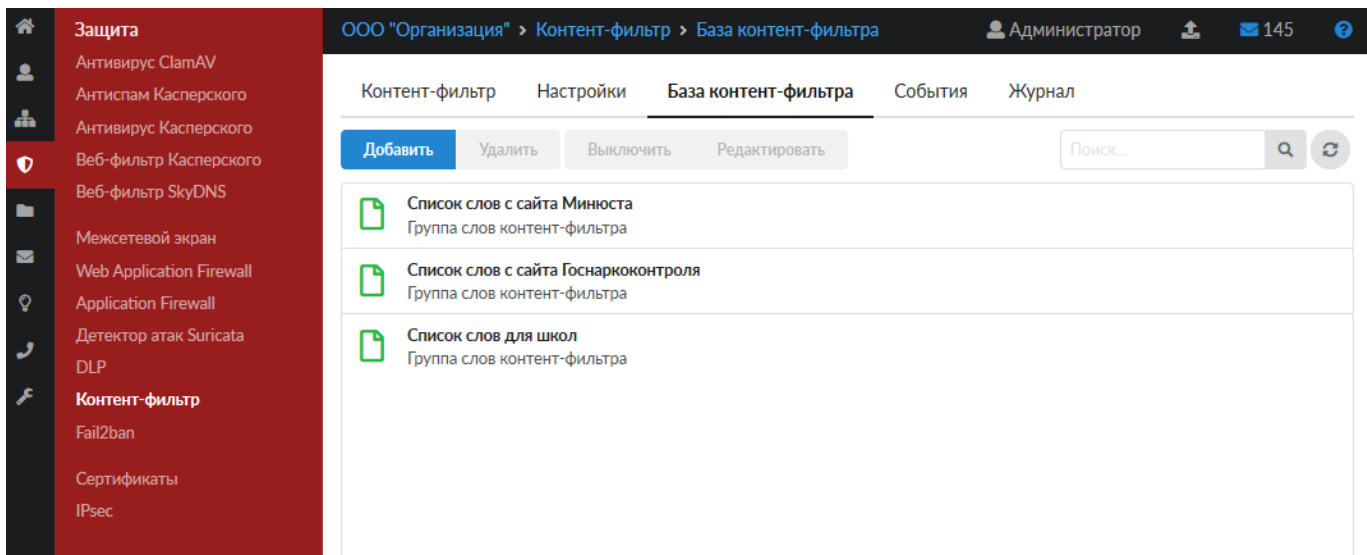 Защита
Антивирус ClamAV
Антиспам Касперского
Антивирус Касперского
Веб-фильтр Касперского
Веб-фильтр SkyDNS
Межсетевой экран
Web Application Firewall
Application Firewall
Детектор атак Suricata
DLP
Контент-фильтр
Fail2ban
Сертификаты
IPsec
ООО "Организация" > Контент-фильтр > База контент-фильтра
Администратор
145
?
Контент-фильтр Настройки База контент-фильтра События Журнал
Добавить Удалить Выключить Редактировать
Поиск...
Список слов с сайта Минюста
Группа слов контент-фильтра
Список слов с сайта Госнаркоконтроля
Группа слов контент-фильтра
Список слов для школ
Группа слов контент-фильтра